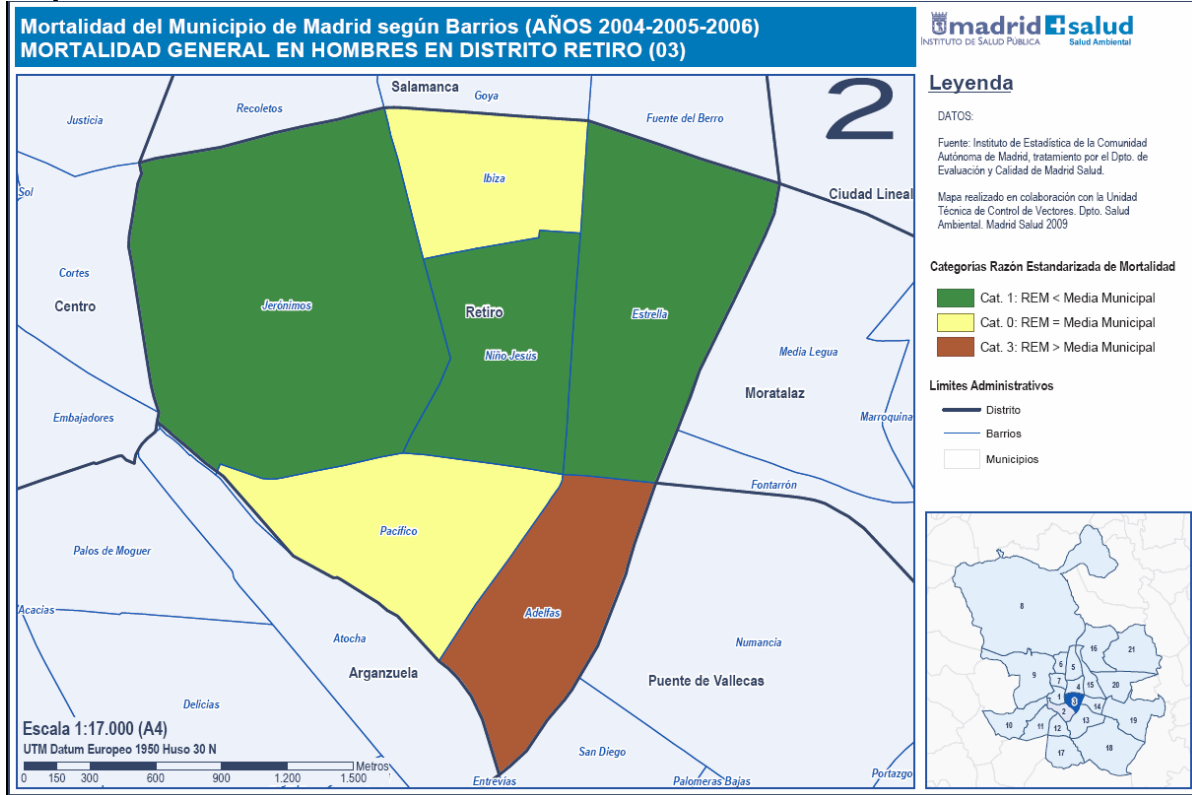 Mortalidad del Municipio de Madrid según Barrios (AÑOS 2004-2005-2006)
MORTALIDAD GENERAL EN HOMBRES EN DISTRITO RETIRO (03)
madrid salud
INSTITUTO DE SALUD PÚBLICA
Salud Ambiental
2
Salamanca
Goya
Recoletos
Justicia
Fuente del Berro
Ibiza
Sol
Ciudad Lineal
Cortes
Centro
Jerónimos
Retiro
Estrella
Niño Jesús
Media Legua
Moratalaz
Embajadores
Marroquina
Fontarrón
Pacífico
Palos de Moguer
Acacias
Adelfas
Atocha
Numancia
Arganzuela
Puente de Vallecas
Delicias
San Diego
Entrevías
Palomeras Bajas
Portazgo
Escala 1:17.000 (A4)
UTM Datum Europeo 1950 Huso 30 N
Metros
0 150 300 600 900 1.200 1.500
Leyenda
DATOS:
Fuente: Instituto de Estadística de la Comunidad
Autónoma de Madrid, tratamiento por el Dpto. de
Evaluación y Calidad de Madrid Salud.
Mapa realizado en colaboración con la Unidad
Técnica de Control de Vectores. Dpto. Salud
Ambiental. Madrid Salud 2009
Categorías Razón Estandarizada de Mortalidad
Cat. 1: REM < Media Municipal
Cat. 0: REM = Media Municipal
Cat. 3: REM > Media Municipal
Límites Administrativos
Distrito
Barrios
Municipios
8
16
21
6
5
9
7
4
15
20
1
3
14
2
13
19
10
11
12
17
18